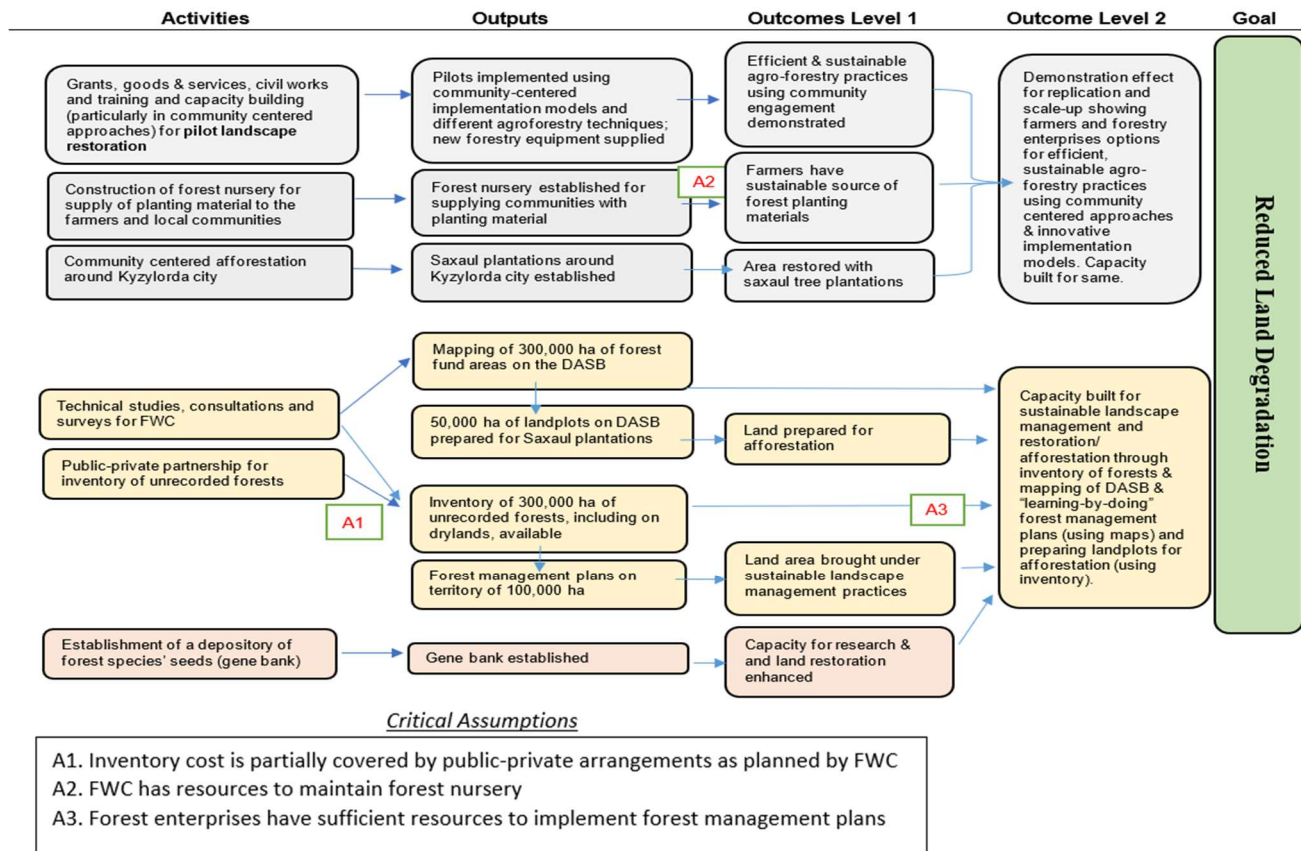 Activities
Outputs
Outcomes Level 1
Outcome Level 2
Goal
Grants, goods & services, civil works
and training and capacity building
(particularly in community centered
approaches) for pilot landscape
restoration
Pilots implemented using
community-centered
implementation models and
different agroforestry techniques;
new forestry equipment supplied
Efficient & sustainable
agro-forestry practices
using community
engagement
demonstrated
Demonstration effect
for replication and
scale-up showing
farmers and forestry
enterprises options
for efficient,
sustainable agro-
forestry practices
using community
centered approaches
& innovative
implementation
models. Capacity
built for same.
Reduced Land Degradation
Construction of forest nursery for
supply of planting material to the
farmers and local communities
Forest nursery established for
supplying communities with
planting material
A2
Farmers have
sustainable source of
forest planting
materials
Community centered afforestation
around Kyzylorda city
Saxaul plantations around
Kyzylorda city established
Area restored with
saxaul tree plantations
Mapping of 300,000 ha of forest
fund areas on the DASB
Technical studies, consultations and
surveys for FWC
50,000 ha of landplots on DASB
prepared for Saxaul plantations
Land prepared for
afforestation
Capacity built for
sustainable landscape
management and
restoration/
afforestation through
inventory of forests &
mapping of DASB &
"learning-by-doing"
forest management
plans (using maps) and
preparing landplots for
afforestation (using
inventory).
Public-private partnership for
inventory of unrecorded forests
A1
Inventory of 300,000 ha of
unrecorded forests, including on
drylands, available
A3
Forest management plans on
territory of 100,000 ha
Land area brought under
sustainable landscape
management practices
Establishment of a depository of
forest species' seeds (gene bank)
Gene bank established
Capacity for research &
and land restoration
enhanced
Critical Assumptions
A1. Inventory cost is partially covered by public-private arrangements as planned by FWC
A2. FWC has resources to maintain forest nursery
A3. Forest enterprises have sufficient resources to implement forest management plans